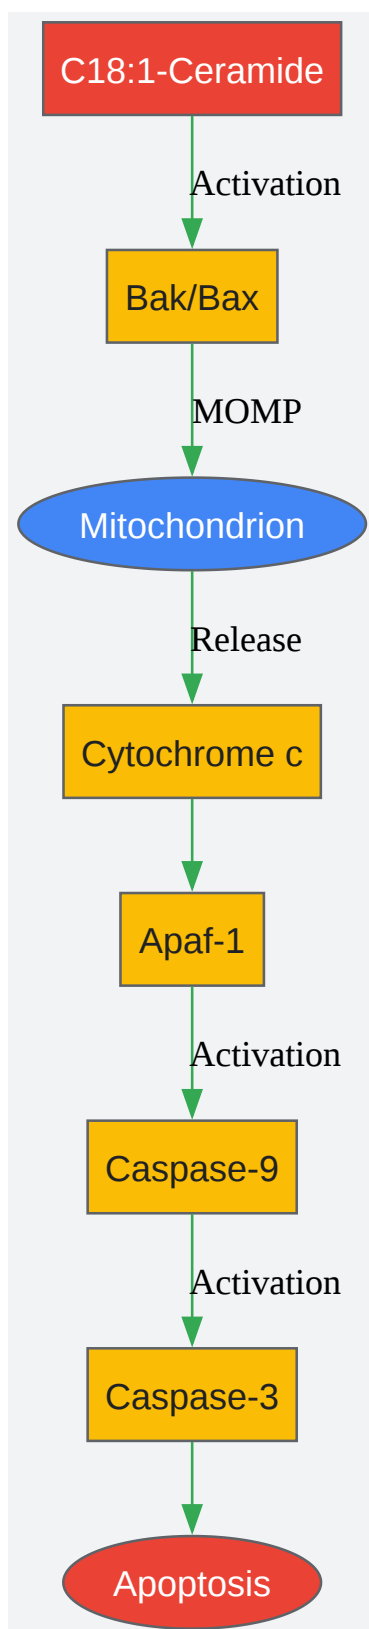 C18:1-Ceramide
Activation
Bak/Bax
MOMP
Mitochondrion
Release
Cytochrome c
Apaf-1
Activation
Caspase-9
Activation
Caspase-3
Apoptosis